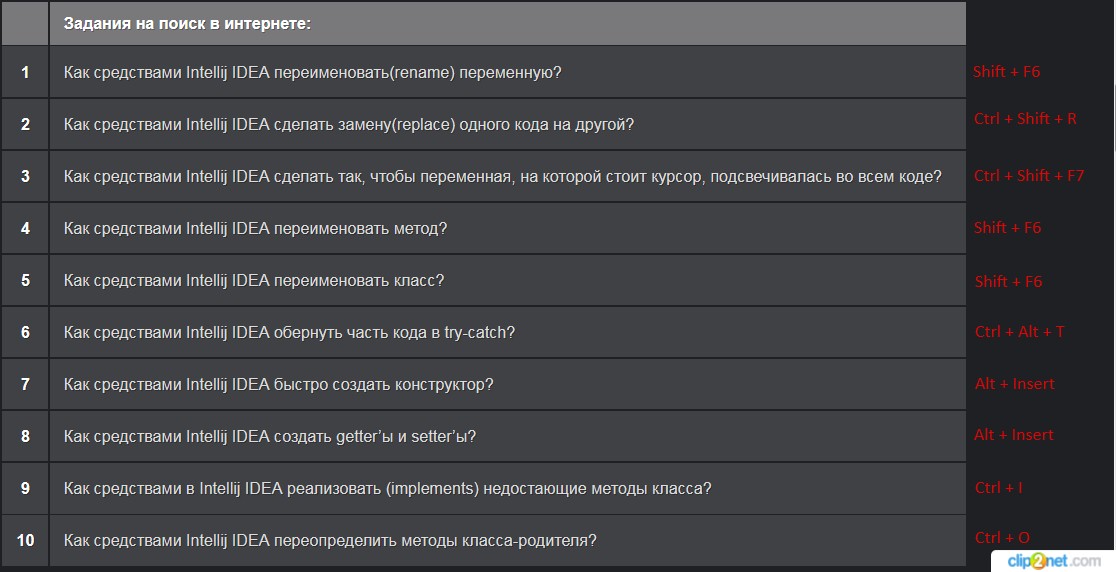 Задания на поиск в интернете:
1 Как средствами Intellij IDEA переименовать(rename) переменную? Shift + F6
2 Как средствами Intellij IDEA сделать замену(replace) одного кода на другой? Ctrl + Shift + R
3 Как средствами Intellij IDEA сделать так, чтобы переменная, на которой стоит курсор, подсвечивалась во всем коде? Ctrl + Shift + F7
4 Как средствами Intellij IDEA переименовать метод? Shift + F6
5 Как средствами Intellij IDEA переименовать класс? Shift + F6
6 Как средствами Intellij IDEA обернуть часть кода в try-catch? Ctrl + Alt + T
7 Как средствами Intellij IDEA быстро создать конструктор? Alt + Insert
8 Как средствами Intellij IDEA создать getter’ы и setter’ы? Alt + Insert
9 Как средствами в Intellij IDEA реализовать (implements) недостающие методы класса? Ctrl + I
10 Как средствами Intellij IDEA переопределить методы класса-родителя? Ctrl + O
clip2net.com